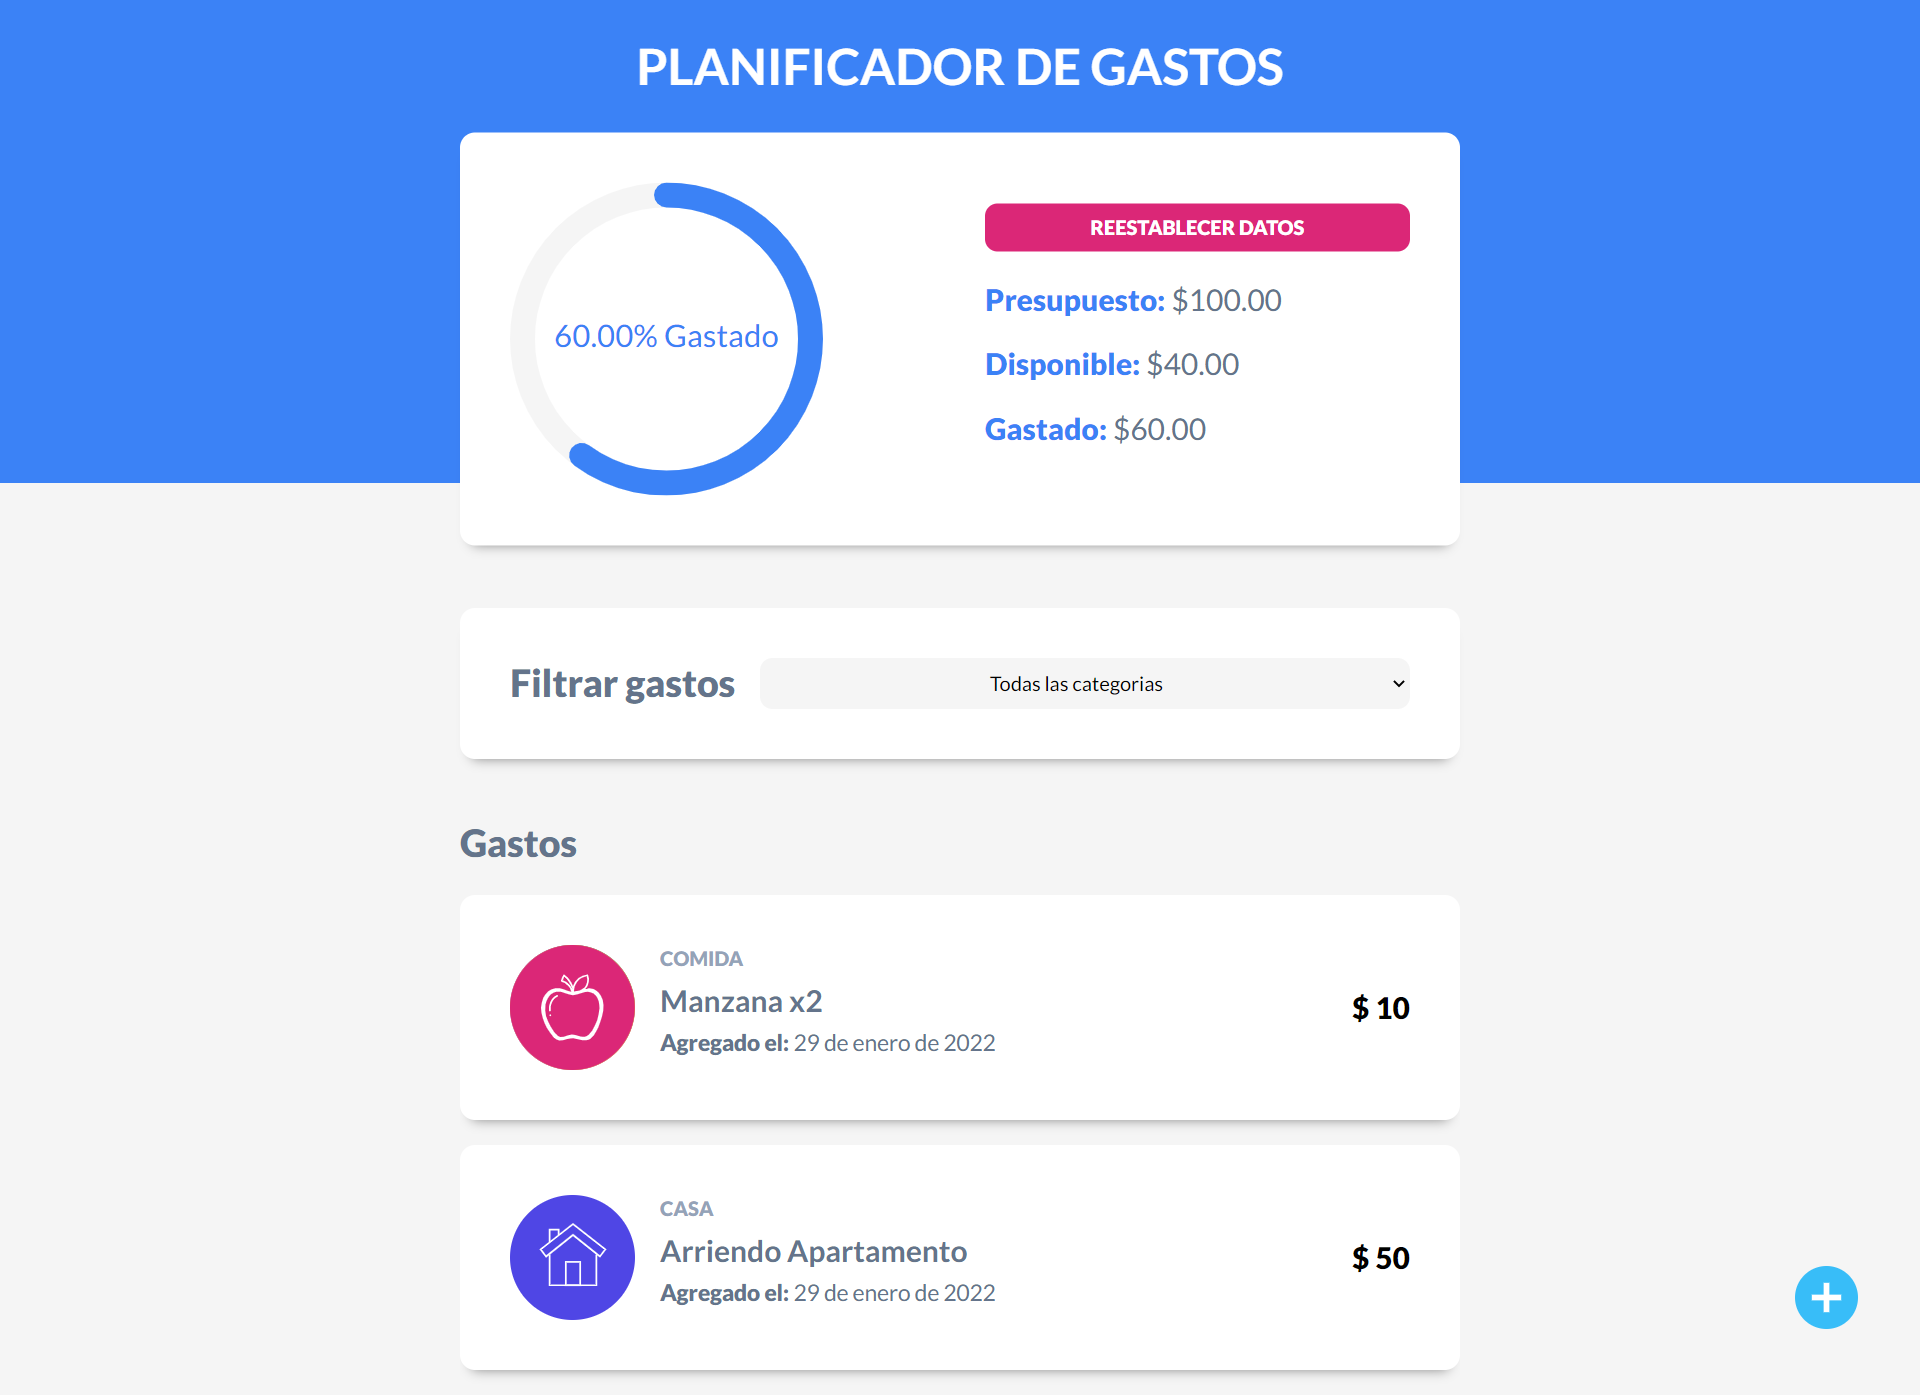 PLANIFICADOR DE GASTOS
60.00% Gastado
REESTABLECER DATOS
Presupuesto: $100.00
Disponible: $40.00
Gastado: $60.00
Filtrar gastos
Todas las categorias
Gastos
COMIDA
Manzana x2
Agregado el: 29 de enero de 2022
$ 10
CASA
Arriendo Apartamento
Agregado el: 29 de enero de 2022
$ 50